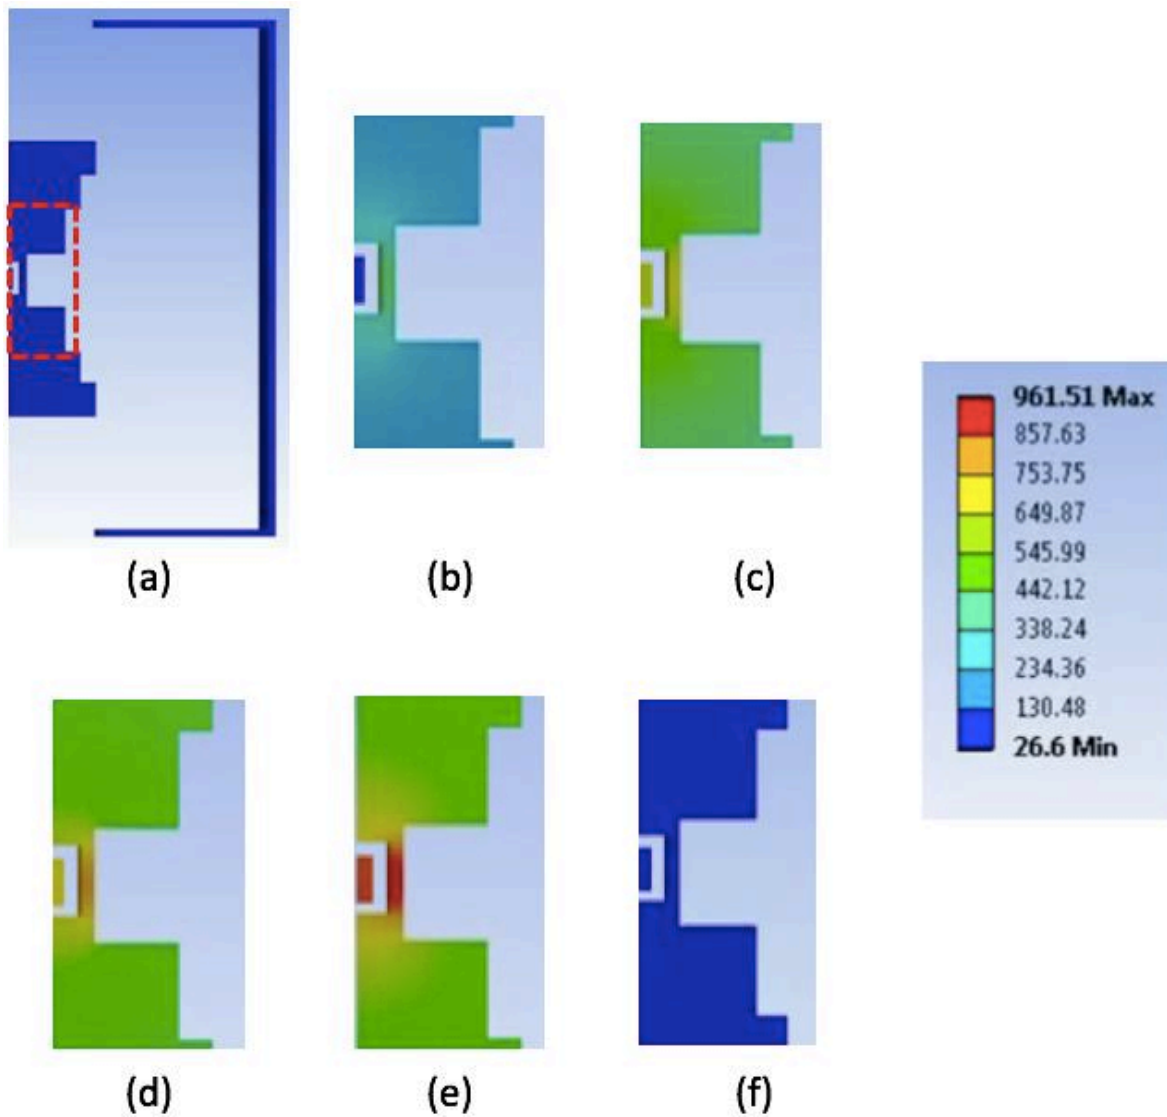 (a)
(b)
(c)
961.51 Max
857.63
753.75
649.87
545.99
442.12
338.24
234.36
130.48
26.6 Min
(d)
(e)
(f)